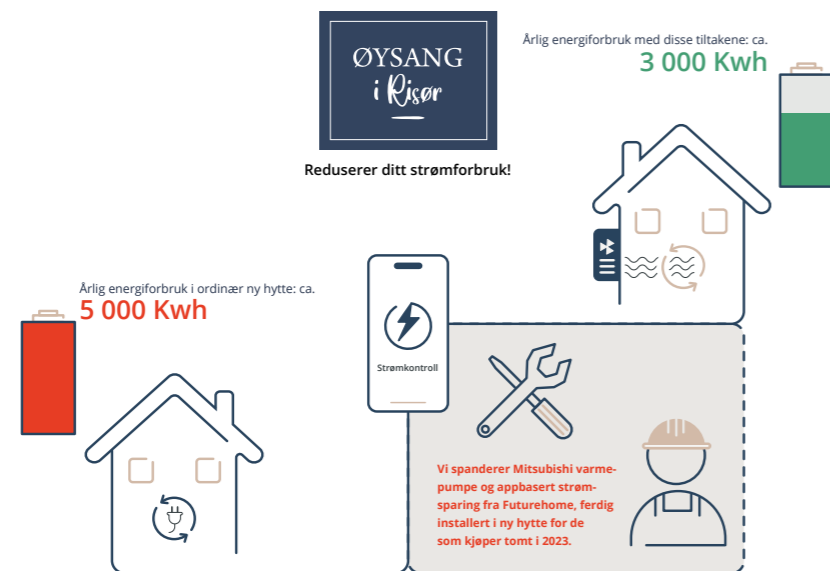 ØYSANG
i Risør
Reduserer ditt strømforbruk!
Årlig energiforbruk med disse tiltakene: ca.
3 000 Kwh
Årlig energiforbruk i ordinær ny hytte: ca.
5 000 Kwh
Strømkontroll
Vi spanderer Mitsubishi varme-
pumpe og appbasert strøm-
sparing fra Futurehome, ferdig
installert i ny hytte for de
som kjøper tomt i 2023.